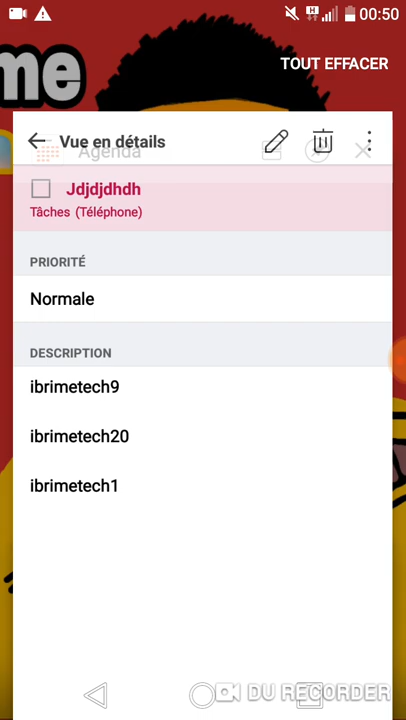 00:50
me
TOUT EFFACER
Vue en détails
Agenda
Jdjdjdhdh
Tâches (Téléphone)
PRIORITÉ
Normale
DESCRIPTION
ibrimetech9
ibrimetech20
ibrimetech1
DU RECORDER